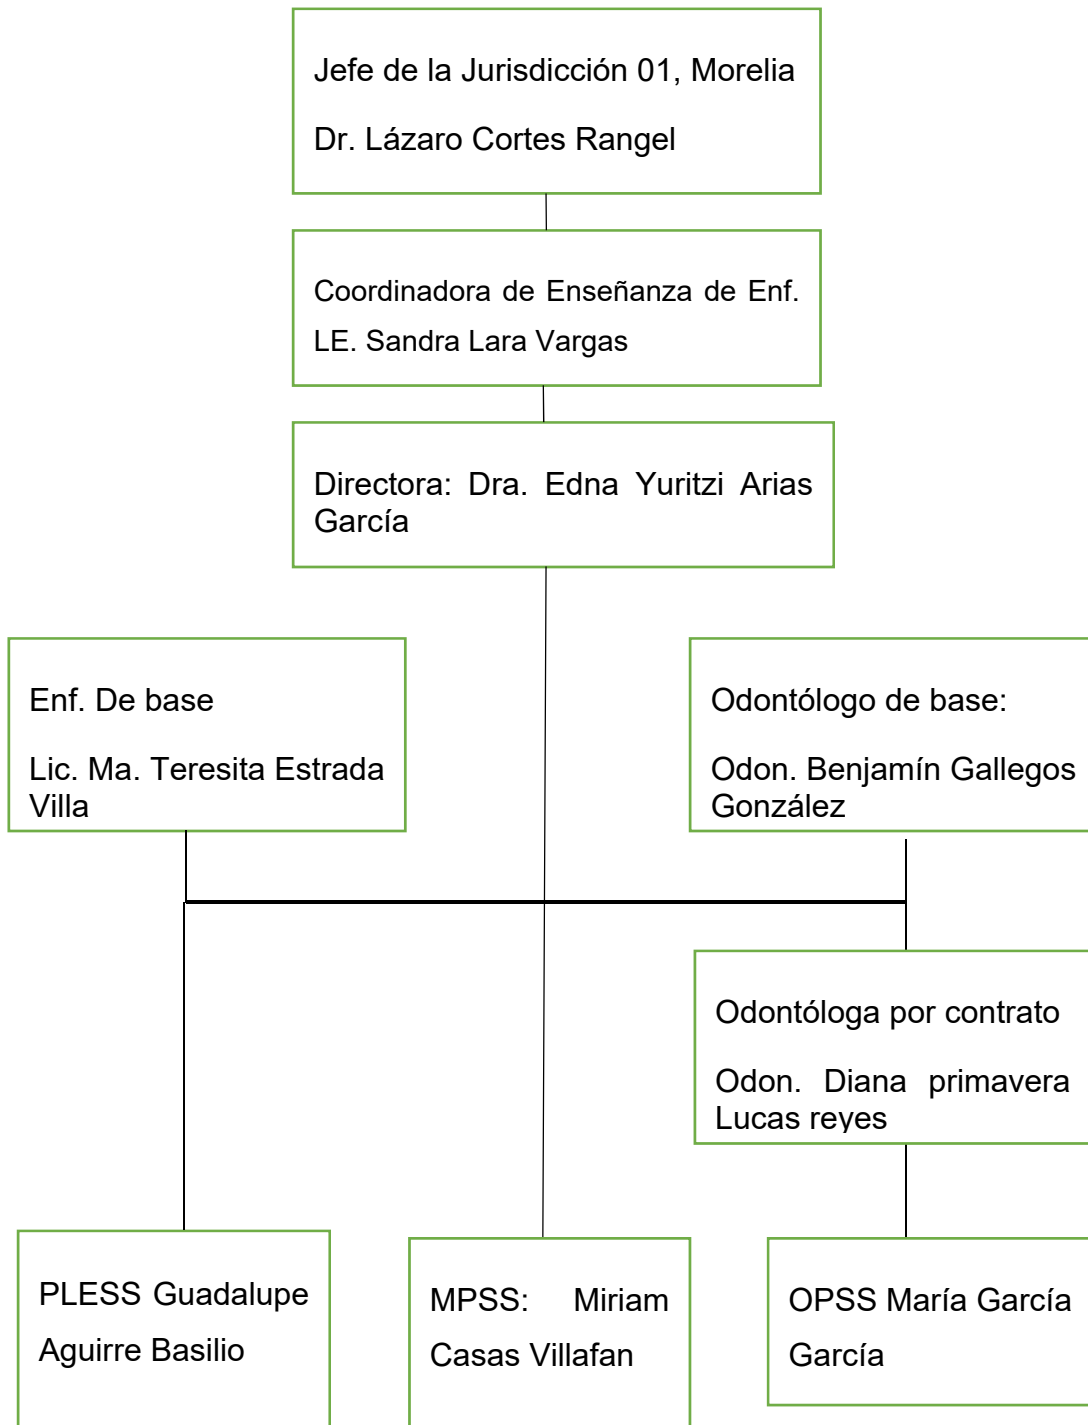 Jefe de la Jurisdicción 01, Morelia
Dr. Lázaro Cortes Rangel
Coordinadora de Enseñanza de Enf.
LE. Sandra Lara Vargas
Directora: Dra. Edna Yuritzi Arias
García
Enf. De base
Lic. Ma. Teresita Estrada
Villa
Odontólogo de base:
Odon. Benjamín Gallegos
González
Odontóloga por contrato
Odon. Diana primavera
Lucas reyes
PLESS Guadalupe
Aguirre Basilio
MPSS: Miriam
Casas Villafan
OPSS María García
García